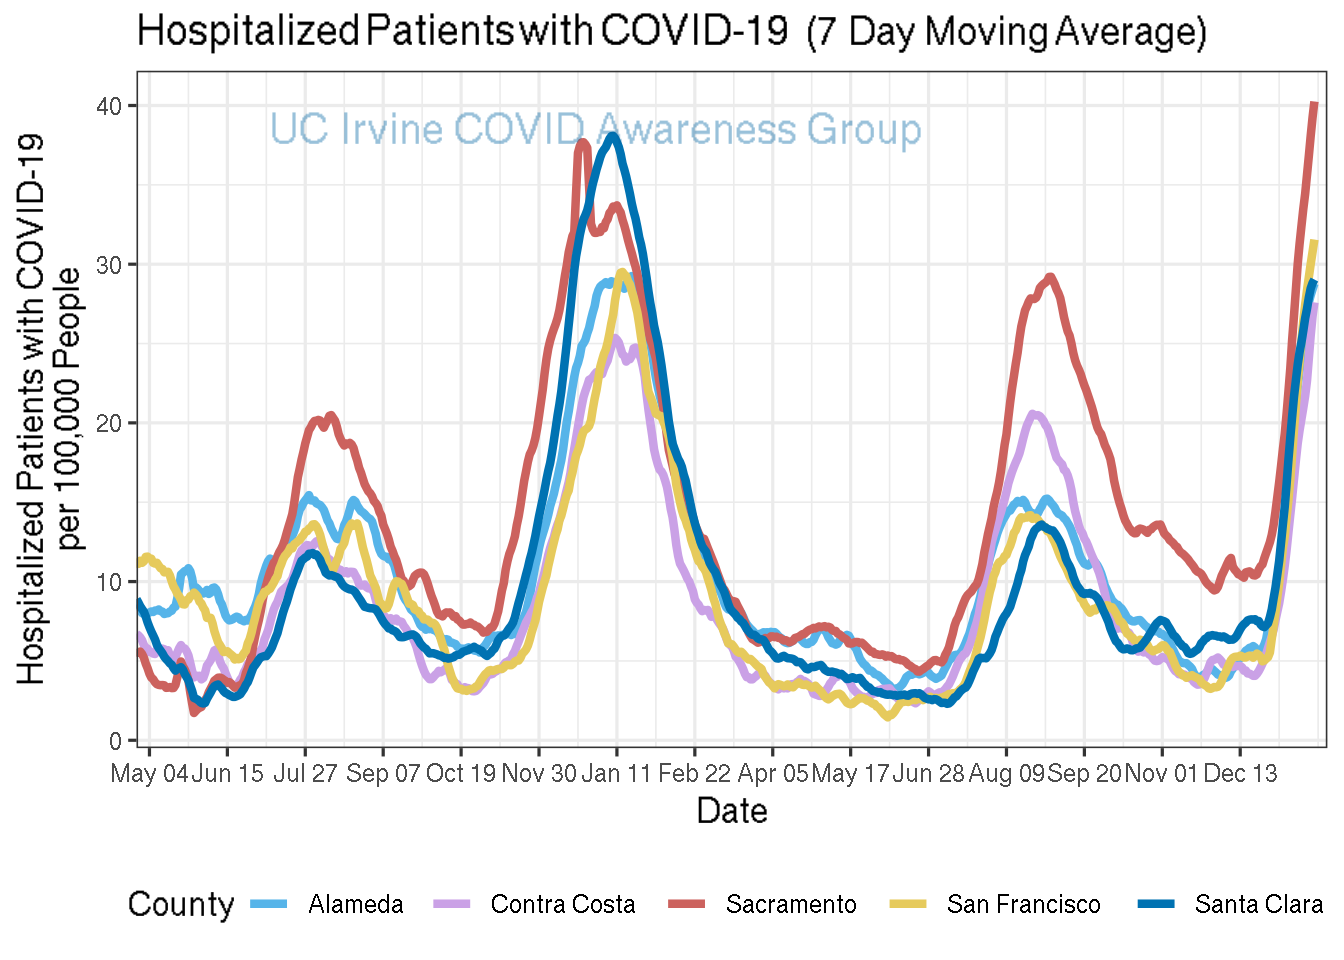 Hospitalized Patients with COVID-19 (7 Day Moving Average)
UC Irvine COVID Awareness Group
Hospitalized Patients with COVID-19
per 100,000 People
40
30
20
10
0
May 04 Jun 15 Jul 27 Sep 07 Oct 19 Nov 30 Jan 11 Feb 22 Apr 05 May 17 Jun 28 Aug 09 Sep 20 Nov 01 Dec 13
Date
County Alameda Contra Costa Sacramento San Francisco Santa Clara